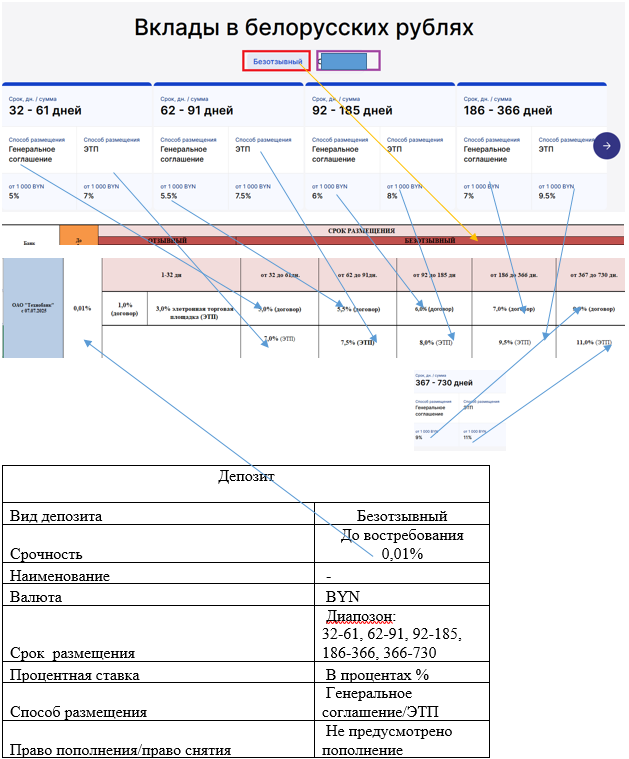 Вклады в белорусских рублях
Безотзывный
Срок, дн. / сумма
32 - 61 дней
Способ размещения
Генеральное
соглашение
Способ размещения
ЭТП
от 1 000 BYN
5%
от 1 000 BYN
7%
Срок, дн. / сумма
62 - 91 дней
Способ размещения
Генеральное
соглашение
Способ размещения
ЭТП
от 1 000 BYN
5.5%
от 1 000 BYN
7.5%
Срок, дн. / сумма
92 - 185 дней
Способ размещения
Генеральное
соглашение
Способ размещения
ЭТП
от 1 000 BYN
6%
от 1 000 BYN
8%
Срок, дн. / сумма
186 - 366 дней
Способ размещения
Генеральное
соглашение
Способ размещения
ЭТП
от 1 000 BYN
7%
от 1 000 BYN
9.5%
Банк
До
СРОК РАЗМЕЩЕНИЯ
ОТЗЫВНЫЙ
БЕЗОТЗЫВНЫЙ
1-32 дн
от 32 до 61дн.
от 62 до 91дн.
от 92 до 185 дн
от 186 до 366 дн.
от 367 до 730 дн.
ОАО "Технобанк"
с 07.07.2025
0,01%
1,0%
(договор)
3,0% элетронная торговая
площадка (ЭТП)
5,0% (договор)
5,5% (договор)
6,0% (договор)
7,0% (договор)
9,0% (договор)
7,0% (ЭТП)
7,5% (ЭТП)
8,0% (ЭТП)
9,5% (ЭТП)
11,0% (ЭТП)
Срок, дн. / сумма
367 - 730 дней
Способ размещения
Генеральное
соглашение
Способ размещения
ЭТП
от 1 000 BYN
9%
от 1 000 BYN
11%
Депозит
Вид депозита
Безотзывный
Срочность
До востребования
0,01%
Наименование
-
Валюта
BYN
Срок размещения
Диапозон:
32-61, 62-91, 92-185,
186-366, 366-730
Процентная ставка
В процентах %
Способ размещения
Генеральное
соглашение/ЭТП
Право пополнения/право снятия
Не предусмотрено
пополнение